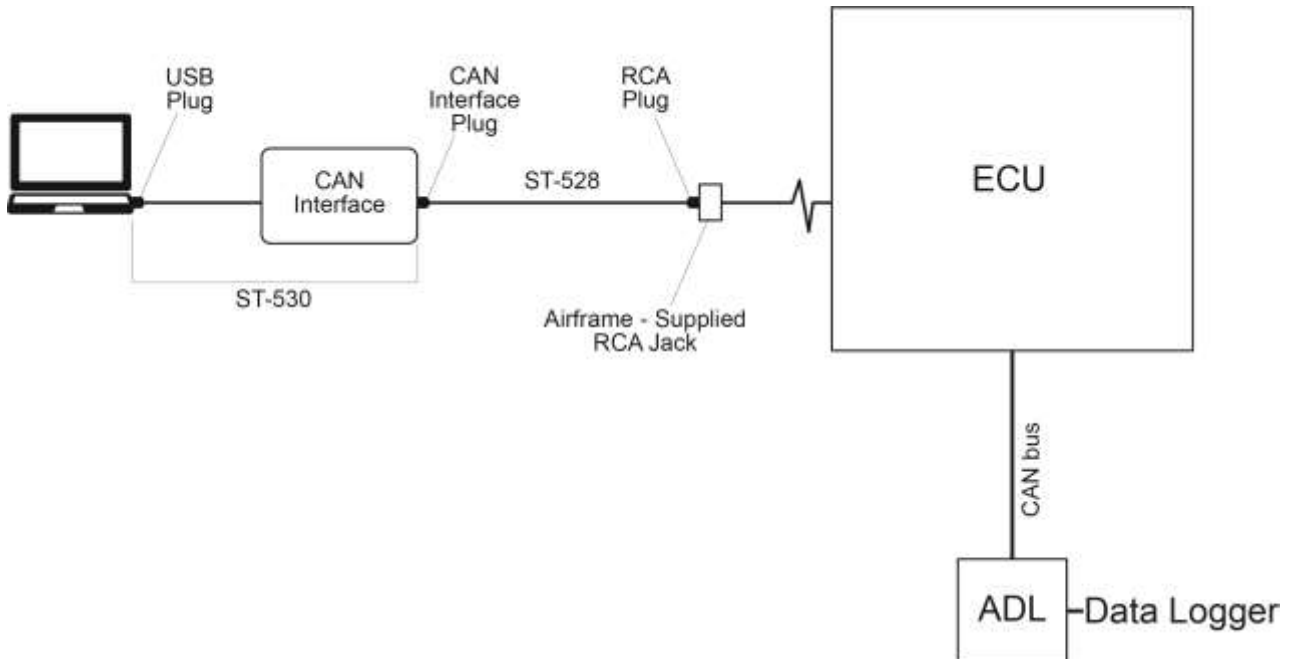 USB
Plug
CAN
Interface
Plug
RCA
Plug
ECU
CAN
Interface
ST-528
ST-530
Airframe - Supplied
RCA Jack
CAN bus
ADL
Data Logger